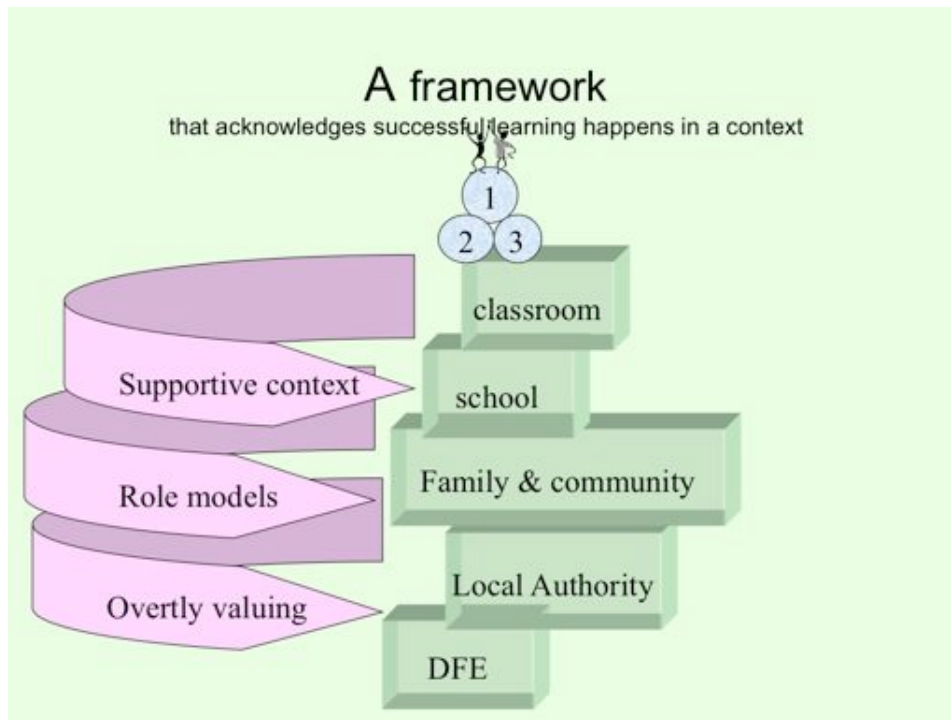 A framework
that acknowledges successful learning happens in a context
1
2 3
classroom
Supportive context
school
Role models
Family & community
Overtly valuing
Local Authority
DFE